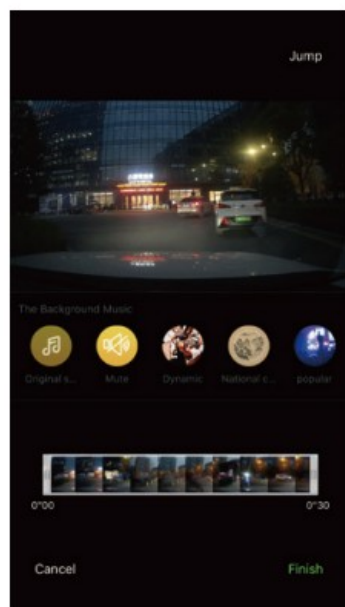 Jump
The Background Music
Original s...
Mute
Dynamic
National c...
popular
0"00
0"30
Cancel
Finish